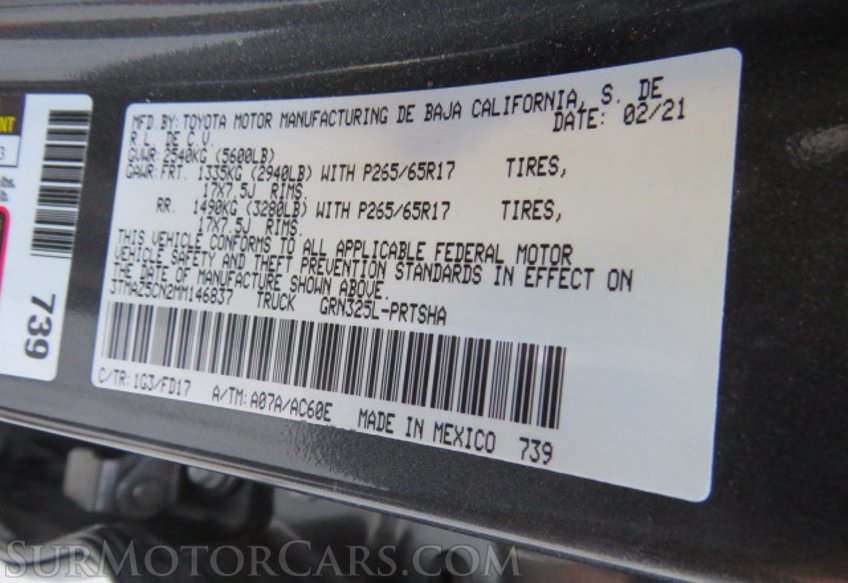 MFD.BY:TOYOTA MOTOR MANUFACTURING DE BAJA CALIFORNIA, S. DE
R.L. DE C.V.
DATE: 02/21
GVWR: 2540KG (5600LB)
GAWR: FRT. 1335KG (2940LB) WITH P265/65R17 TIRES,
17X7.5J RIMS.
RR. 1490KG (3280LB) WITH P265/65R17 TIRES,
17X7.5J RIMS.
THIS VEHICLE CONFORMS TO ALL APPLICABLE FEDERAL MOTOR
VEHICLE SAFETY AND THEFT PREVENTION STANDARDS IN EFFECT ON
THE DATE OF MANUFACTURE SHOWN ABOVE.
3TMAZ5CN2MM146837 TRUCK GRN325L-PRTSHA
C/TR: 1G3/FD17 A/TM: A07A/AC60E MADE IN MEXICO 739
739
SURMOTORCARS.COM